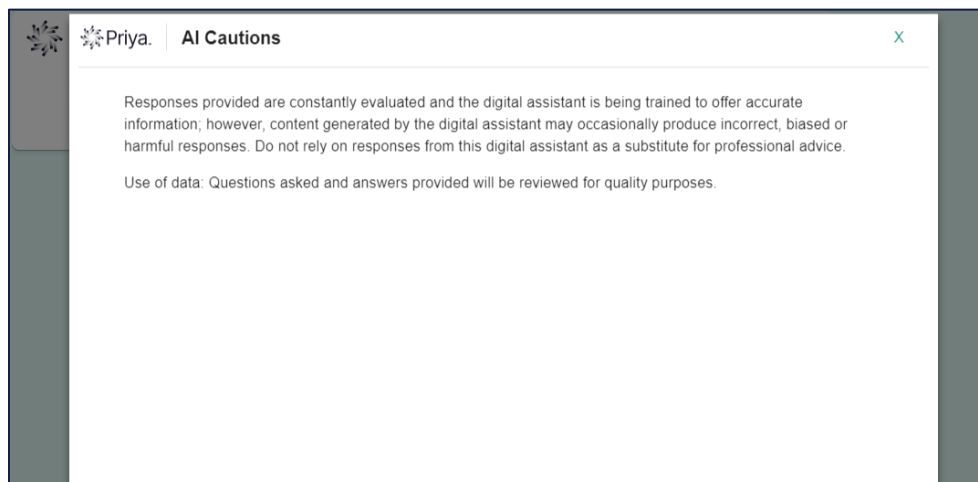 Priya. AI Cautions X
Responses provided are constantly evaluated and the digital assistant is being trained to offer accurate
information; however, content generated by the digital assistant may occasionally produce incorrect, biased or
harmful responses. Do not rely on responses from this digital assistant as a substitute for professional advice.
Use of data: Questions asked and answers provided will be reviewed for quality purposes.